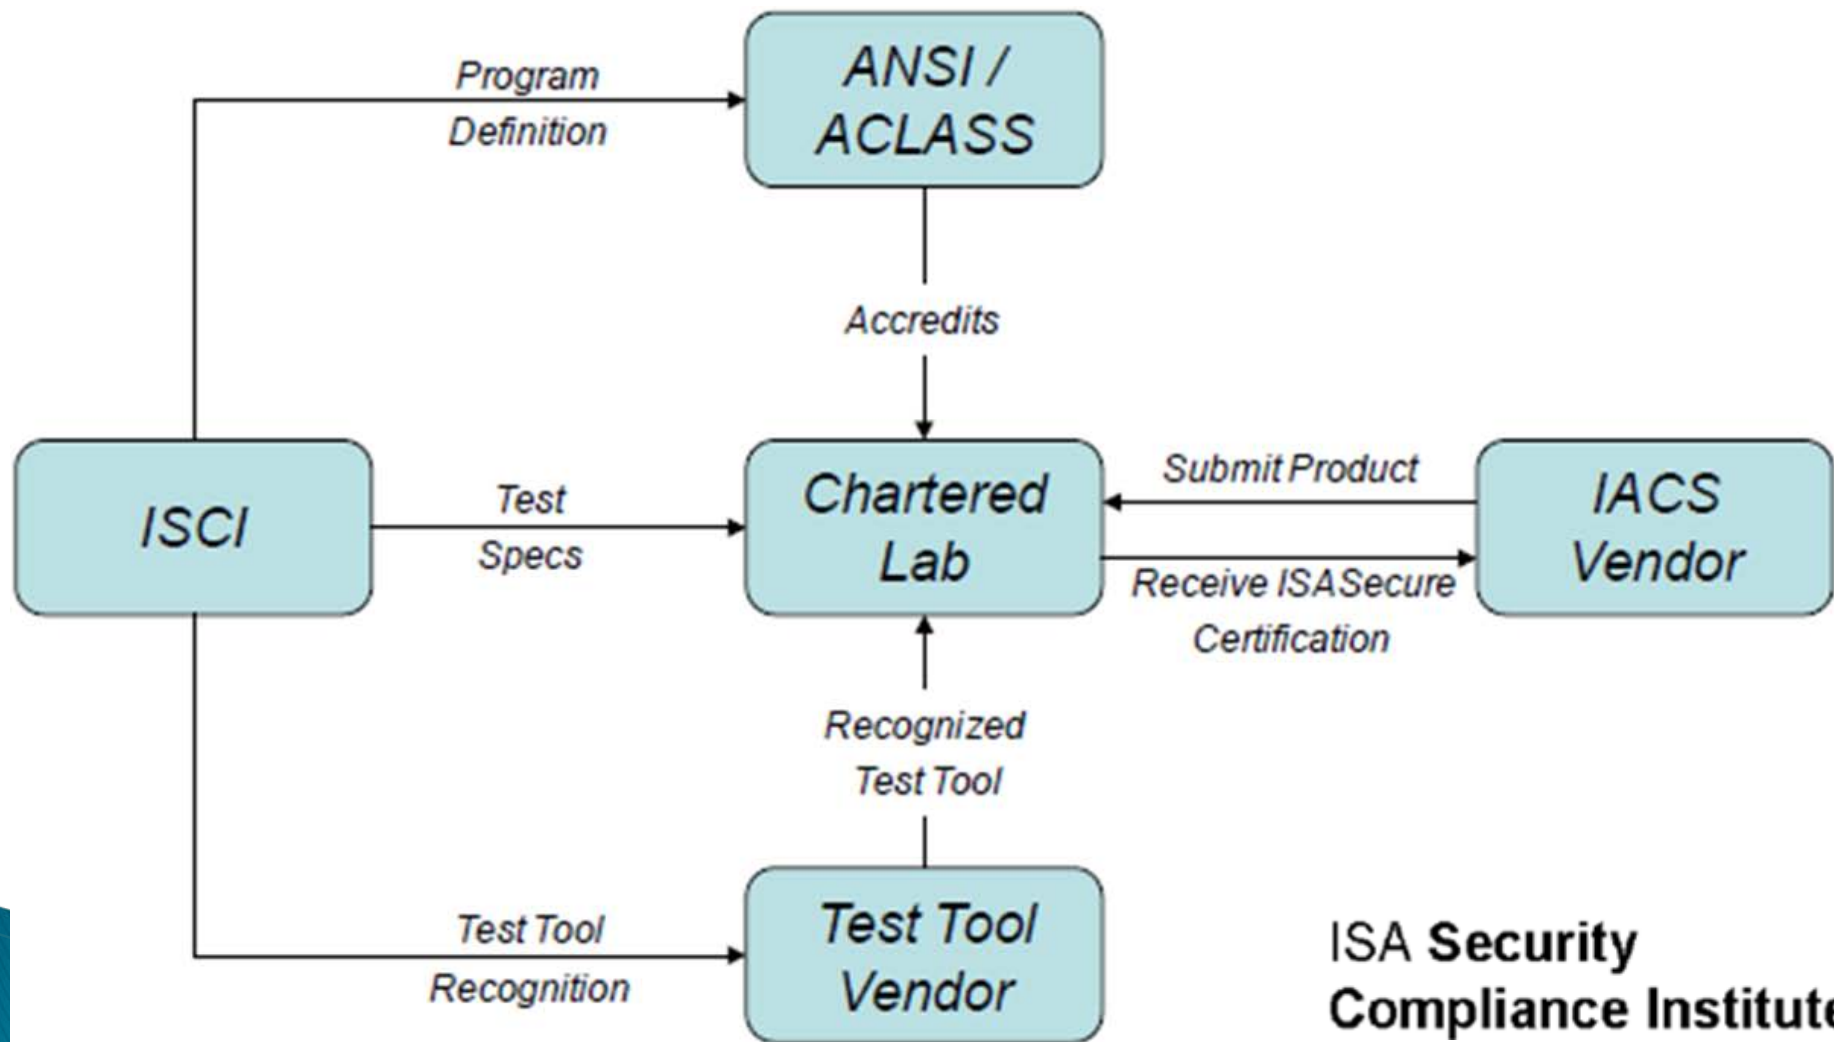 Program
Definition
ANSI /
ACLASS
Accredits
ISCI
Test
Specs
Chartered
Lab
Submit Product
Receive ISASecure
Certification
IACS
Vendor
Recognized
Test Tool
Test Tool
Recognition
Test Tool
Vendor
ISA Security
Compliance Institute